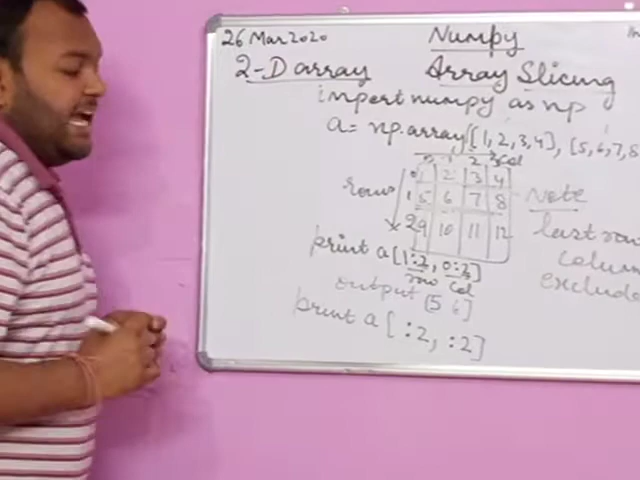 26 Mar 2020 Numpy
2-D array Array Slicing
import numpy as np
a = np.array([1,2,3,4], [5,6,7,8
0 1 2 3 col
0 1 2 3 4
rows 1 5 6 7 8 Note
2 9 10 11 12 last row
print a[1:2, 0:2] column
row col exclude
output [5 6]
print a[ :2, :2]